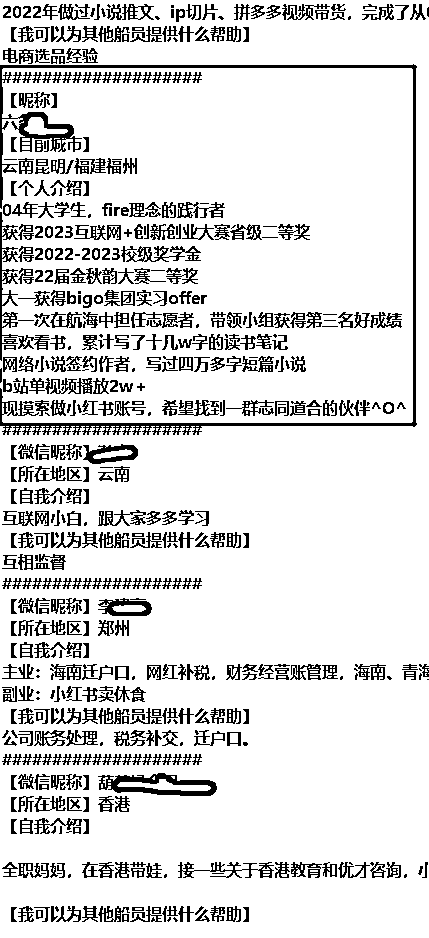 2022年做过小说推文、ip切片、拼多多视频带货，完成了从
【我可以为其他船员提供什么帮助】
电商选品经验
####################
【昵称】
六
【目前城市】
云南昆明/福建福州
【个人介绍】
04年大学生，fire理念的践行者
获得2023互联网+创新创业大赛省级二等奖
获得2022-2023校级奖学金
获得22届金秋韵大赛二等奖
大一获得bigo集团实习offer
第一次在航海中担任志愿者，带领小组获得第三名好成绩
喜欢看书，累计写了十几w字的读书笔记
网络小说签约作者，写过四万多字短篇小说
b站单视频播放2w+
现摸索做小红书账号，希望找到一群志同道合的伙伴^O^
####################
【微信昵称】
【所在地区】云南
【自我介绍】
互联网小白，跟大家多多学习
【我可以为其他船员提供什么帮助】
互相监督
####################
【微信昵称】李
【所在地区】郑州
【自我介绍】
主业：海南迁户口，网红补税，财务经营账管理，海南、青海
副业：小红书卖休食
【我可以为其他船员提供什么帮助】
公司账务处理，税务补交，迁户口。
####################
【微信昵称】葫
【所在地区】香港
【自我介绍】
全职妈妈，在香港带娃，接一些关于香港教育和优才咨询，小
【我可以为其他船员提供什么帮助】